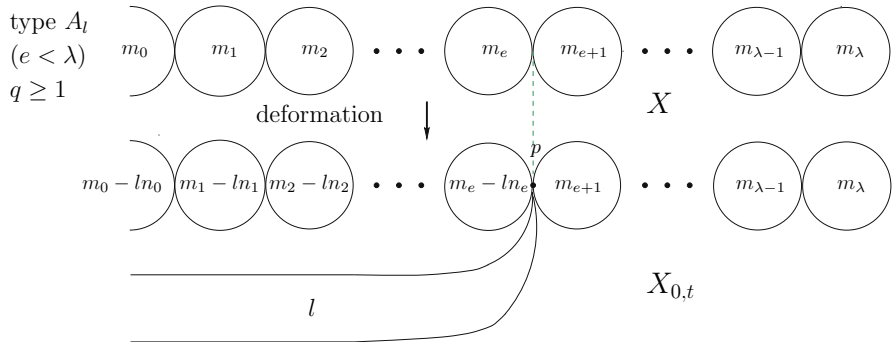 type $A_l$
$(e < \lambda)$
$q \geq 1$
$m_0$ $m_1$ $m_2$ • • • $m_e$ $m_{e+1}$ • • • $m_{\lambda-1}$ $m_\lambda$
deformation
$X$
$p$
$m_0 - ln_0$ $m_1 - ln_1$ $m_2 - ln_2$ • • • $m_e - ln_e$ $m_{e+1}$ • • • $m_{\lambda-1}$ $m_\lambda$
$X_{0,t}$
$l$